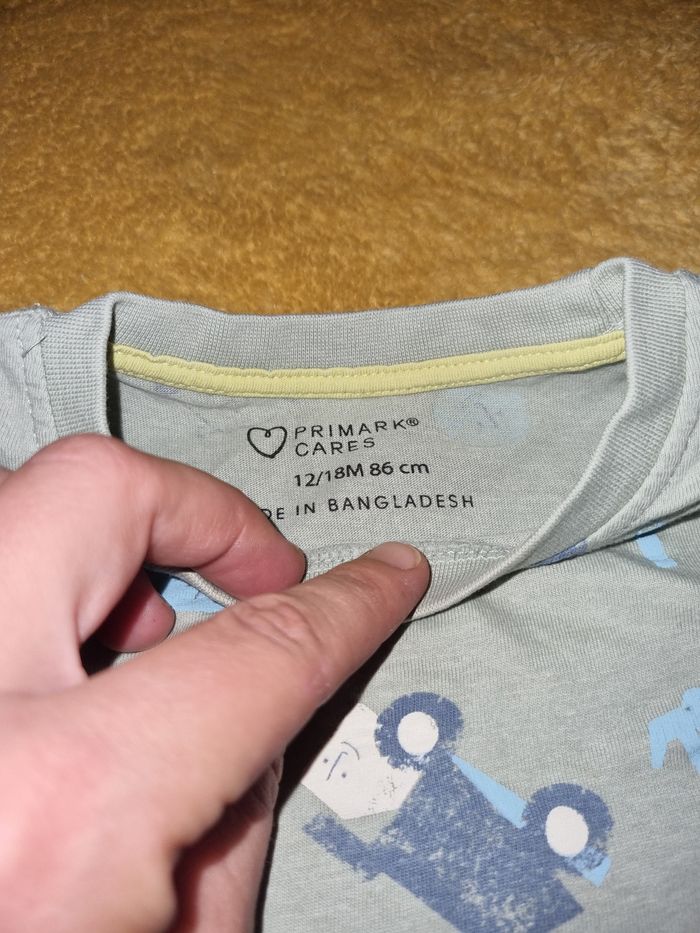 PRIMARK®
CARES
12/18M 86 cm
IN BANGLADESH